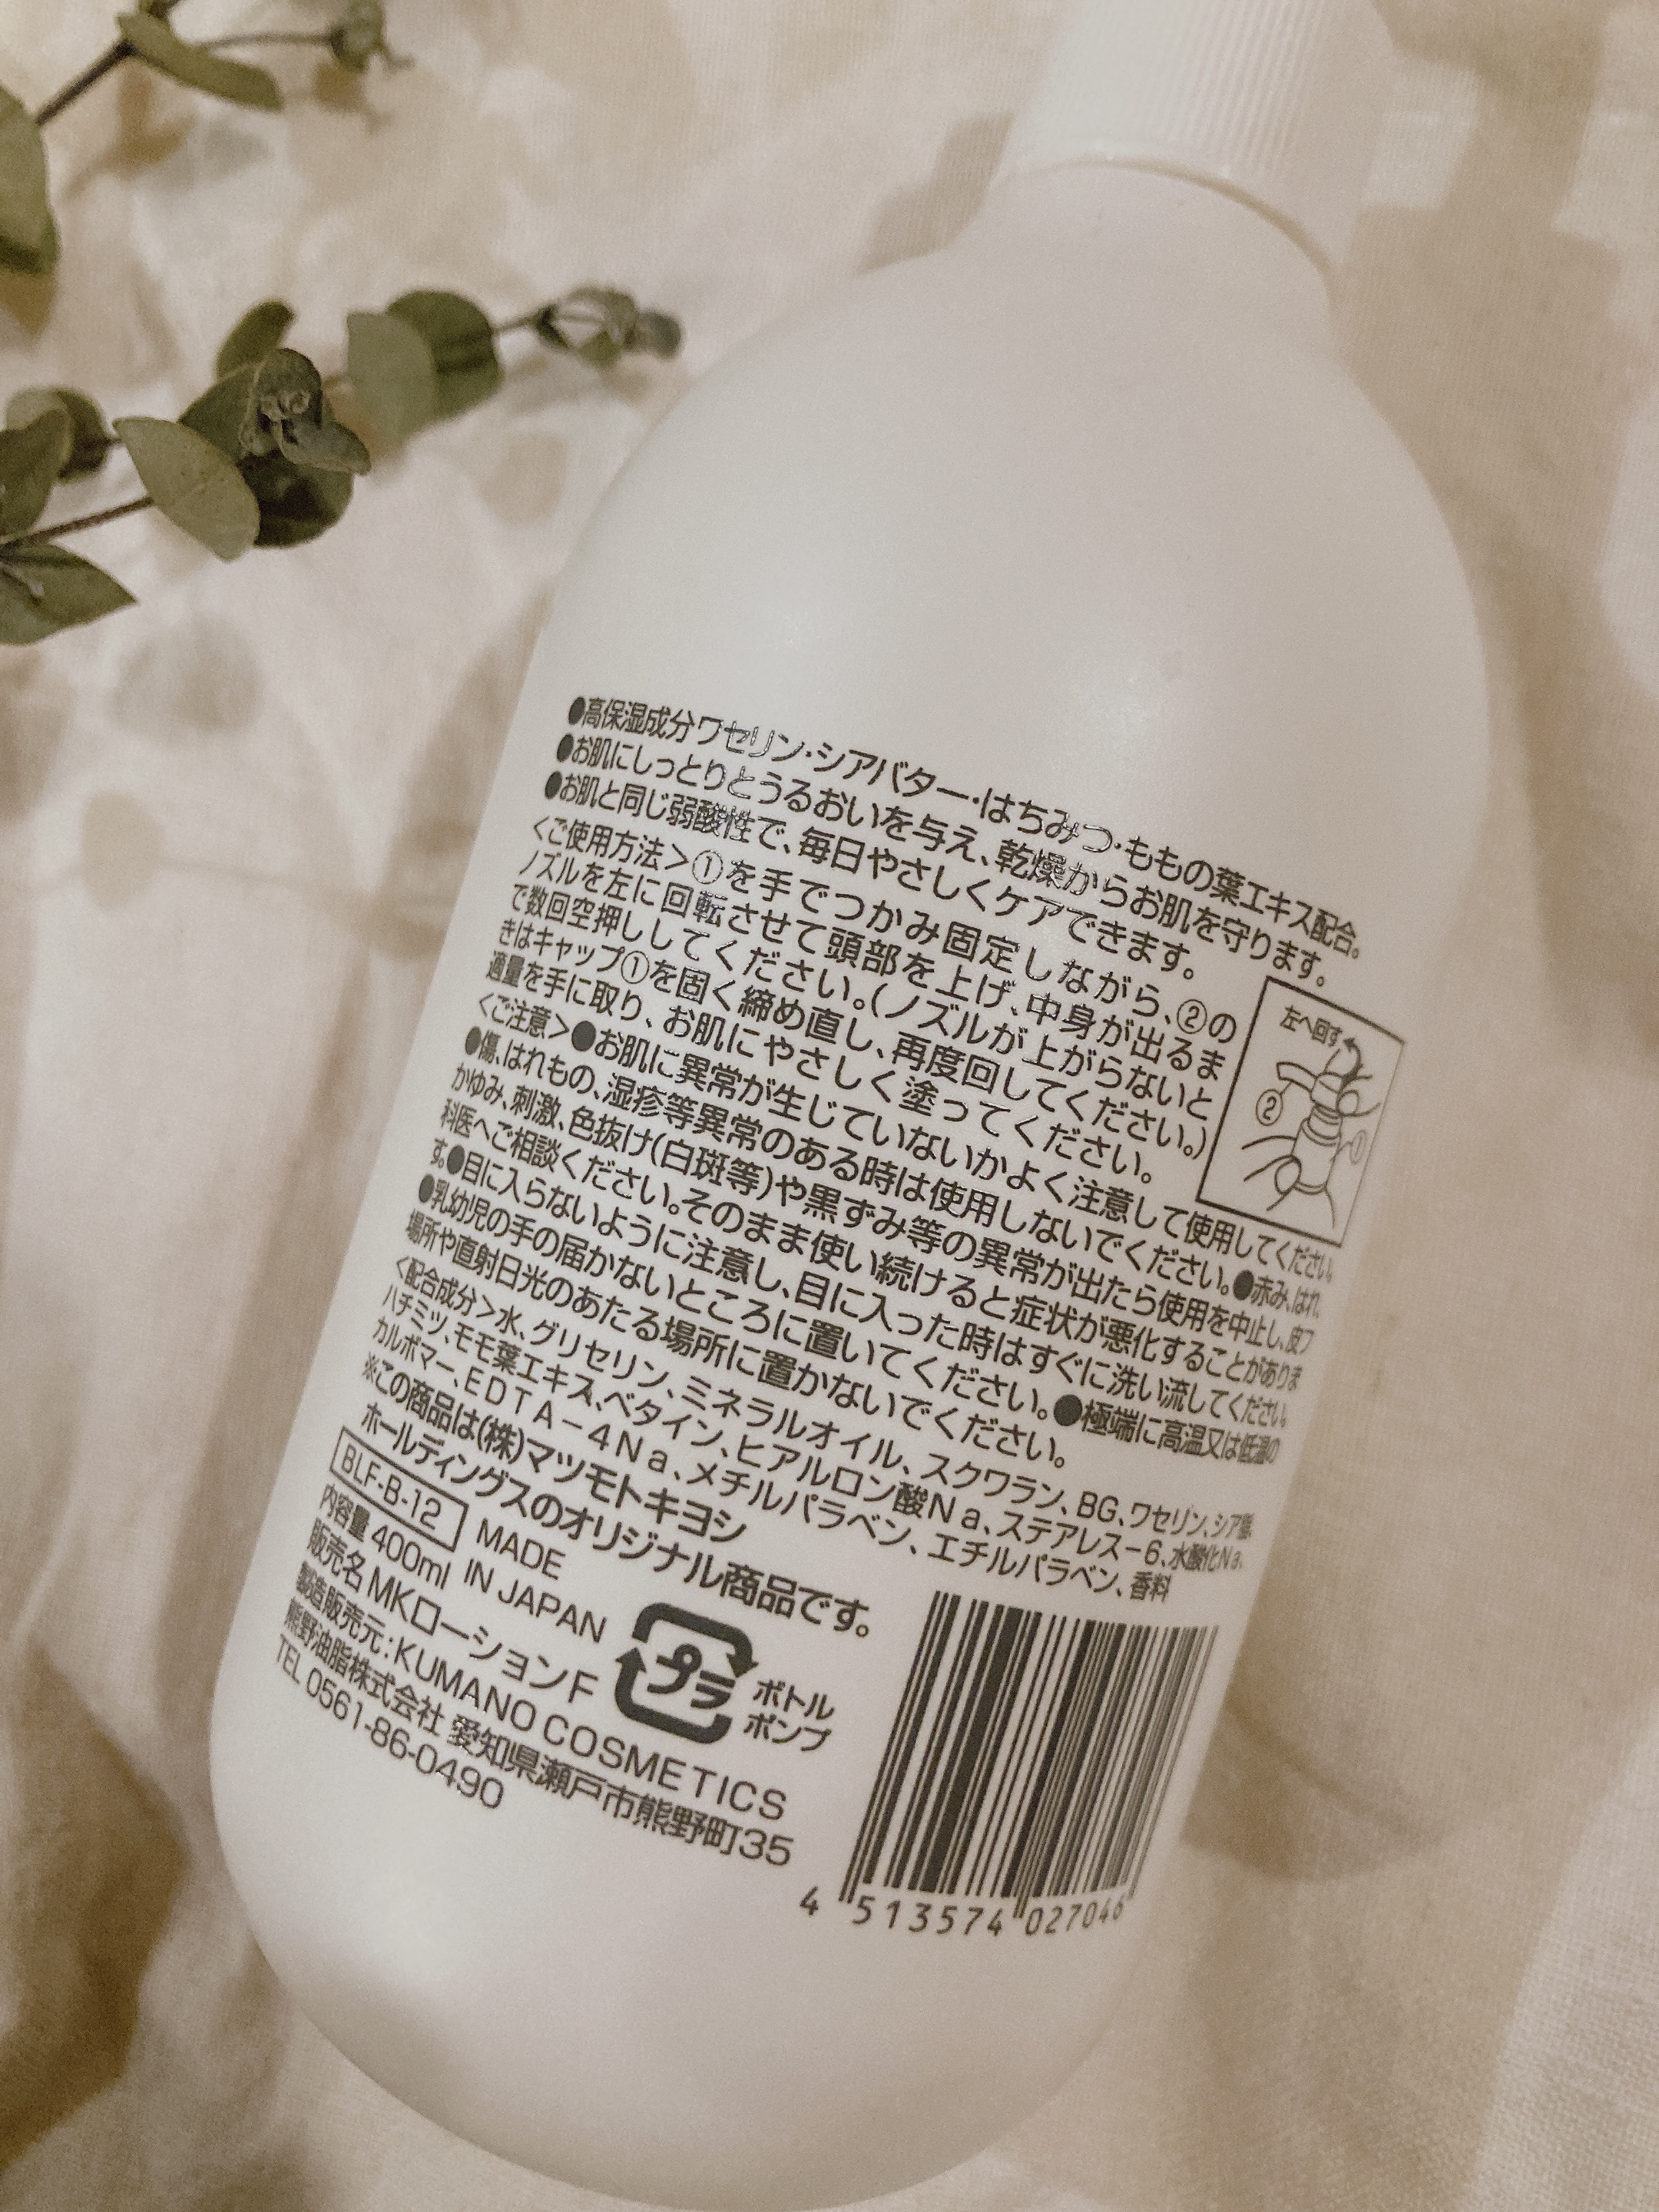 ●高保湿成分ワセリン・シアバター・はちみつ・ももの葉エキス配合。
●お肌にしっとりとうるおいを与え、乾燥からお肌を守ります。
●お肌と同じ弱酸性で、毎日やさしくケアできます。
<ご使用方法>①を手でつかみ固定しながら、②の
ノズルを左に回転させて頭部を上げ、中身が出るま
で数回空押ししてください。(ノズルが上がらないと
きはキャップ①を固く締め直し、再度回してください。)
適量を手に取り、お肌にやさしく塗ってください。
左へ回す
②
①
<ご注意>●お肌に異常が生じていないかよく注意して使用してください。
●傷、はれもの、湿疹等異常のある時は使用しないでください。●赤み、はれ、
かゆみ、刺激、色抜け(白斑等)や黒ずみ等の異常が出たら使用を中止し、皮フ
科医へご相談ください。そのまま使い続けると症状が悪化することがありま
す。●目に入らないように注意し、目に入った時はすぐに洗い流してください。
●乳幼児の手の届かないところに置いてください。●極端に高温又は低温の
場所や直射日光のあたる場所に置かないでください。
<配合成分>水、グリセリン、ミネラルオイル、スクワラン、BG、ワセリン、シア脂、
ハチミツ、モモ葉エキス、ベタイン、ヒアルロン酸Na、ステアレス-6、水酸化Na、
カルボマー、EDTA-4Na、メチルパラベン、エチルパラベン、香料
※この商品は(株)マツモトキヨシ
ホールディングスのオリジナル商品です。
BLF-B-12 MADE
内容量 400ml IN JAPAN
販売名 MKローションF
製造販売元:KUMANO COSMETICS
熊野油脂株式会社 愛知県瀬戸市熊野町35
TEL 0561-86-0490
プラ
ボトル
ポンプ
4 513574 027046